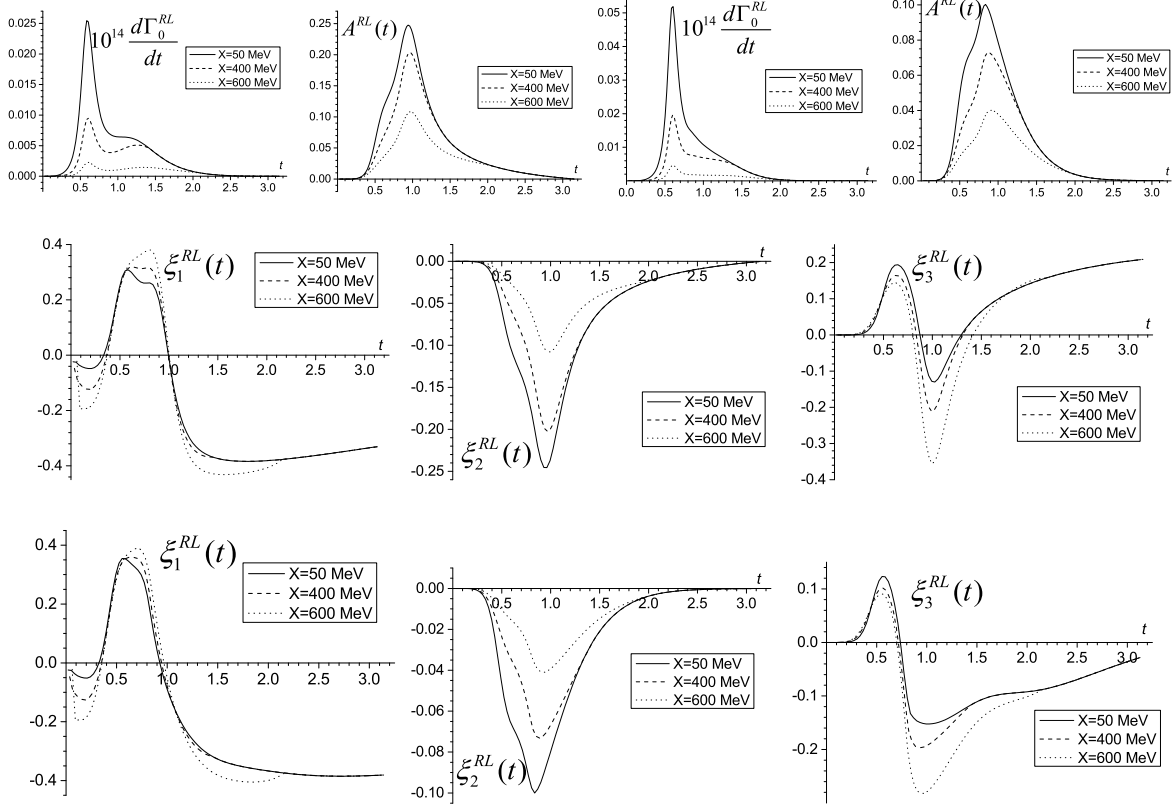 10^{14} \frac{d\Gamma_0^{RL}}{dt}
X=50 MeV
X=400 MeV
X=600 MeV
0.025
0.020
0.015
0.010
0.005
0.000
0.0 0.5 1.0 1.5 2.0 2.5 3.0
t
A^{RL}(t)
X=50 MeV
X=400 MeV
X=600 MeV
0.25
0.20
0.15
0.10
0.05
0.00
0.0 0.5 1.0 1.5 2.0 2.5 3.0
t
10^{14} \frac{d\Gamma_0^{RL}}{dt}
X=50 MeV
X=400 MeV
X=600 MeV
0.05
0.04
0.03
0.02
0.01
0.0 0.5 1.0 1.5 2.0 2.5 3.0
t
A^{RL}(t)
X=50 MeV
X=400 MeV
X=600 MeV
0.10
0.08
0.06
0.04
0.02
0.00
0.0 0.5 1.0 1.5 2.0 2.5 3.0
t
ξ_1^{RL}(t)
X=50 MeV
X=400 MeV
X=600 MeV
0.4
0.2
0.0
-0.2
-0.4
0.5 1.0 1.5 2.0 2.5 3.0
t
ξ_2^{RL}(t)
X=50 MeV
X=400 MeV
X=600 MeV
0.00
-0.05
-0.10
-0.15
-0.20
-0.25
0.5 1.0 1.5 2.0 2.5 3.0
t
ξ_3^{RL}(t)
X=50 MeV
X=400 MeV
X=600 MeV
0.2
0.1
0.0
-0.1
-0.2
-0.3
-0.4
0.5 1.0 1.5 2.0 2.5 3.0
t
ξ_1^{RL}(t)
X=50 MeV
X=400 MeV
X=600 MeV
0.4
0.2
0.0
-0.2
-0.4
0.5 1.0 1.5 2.0 2.5 3.0
ξ_2^{RL}(t)
X=50 MeV
X=400 MeV
X=600 MeV
0.00
-0.02
-0.04
-0.06
-0.08
-0.10
0.5 1.0 1.5 2.0 2.5 3.0
t
ξ_3^{RL}(t)
X=50 MeV
X=400 MeV
X=600 MeV
0.1
0.0
-0.1
-0.2
0.5 1.0 1.5 2.0 2.5 3.0